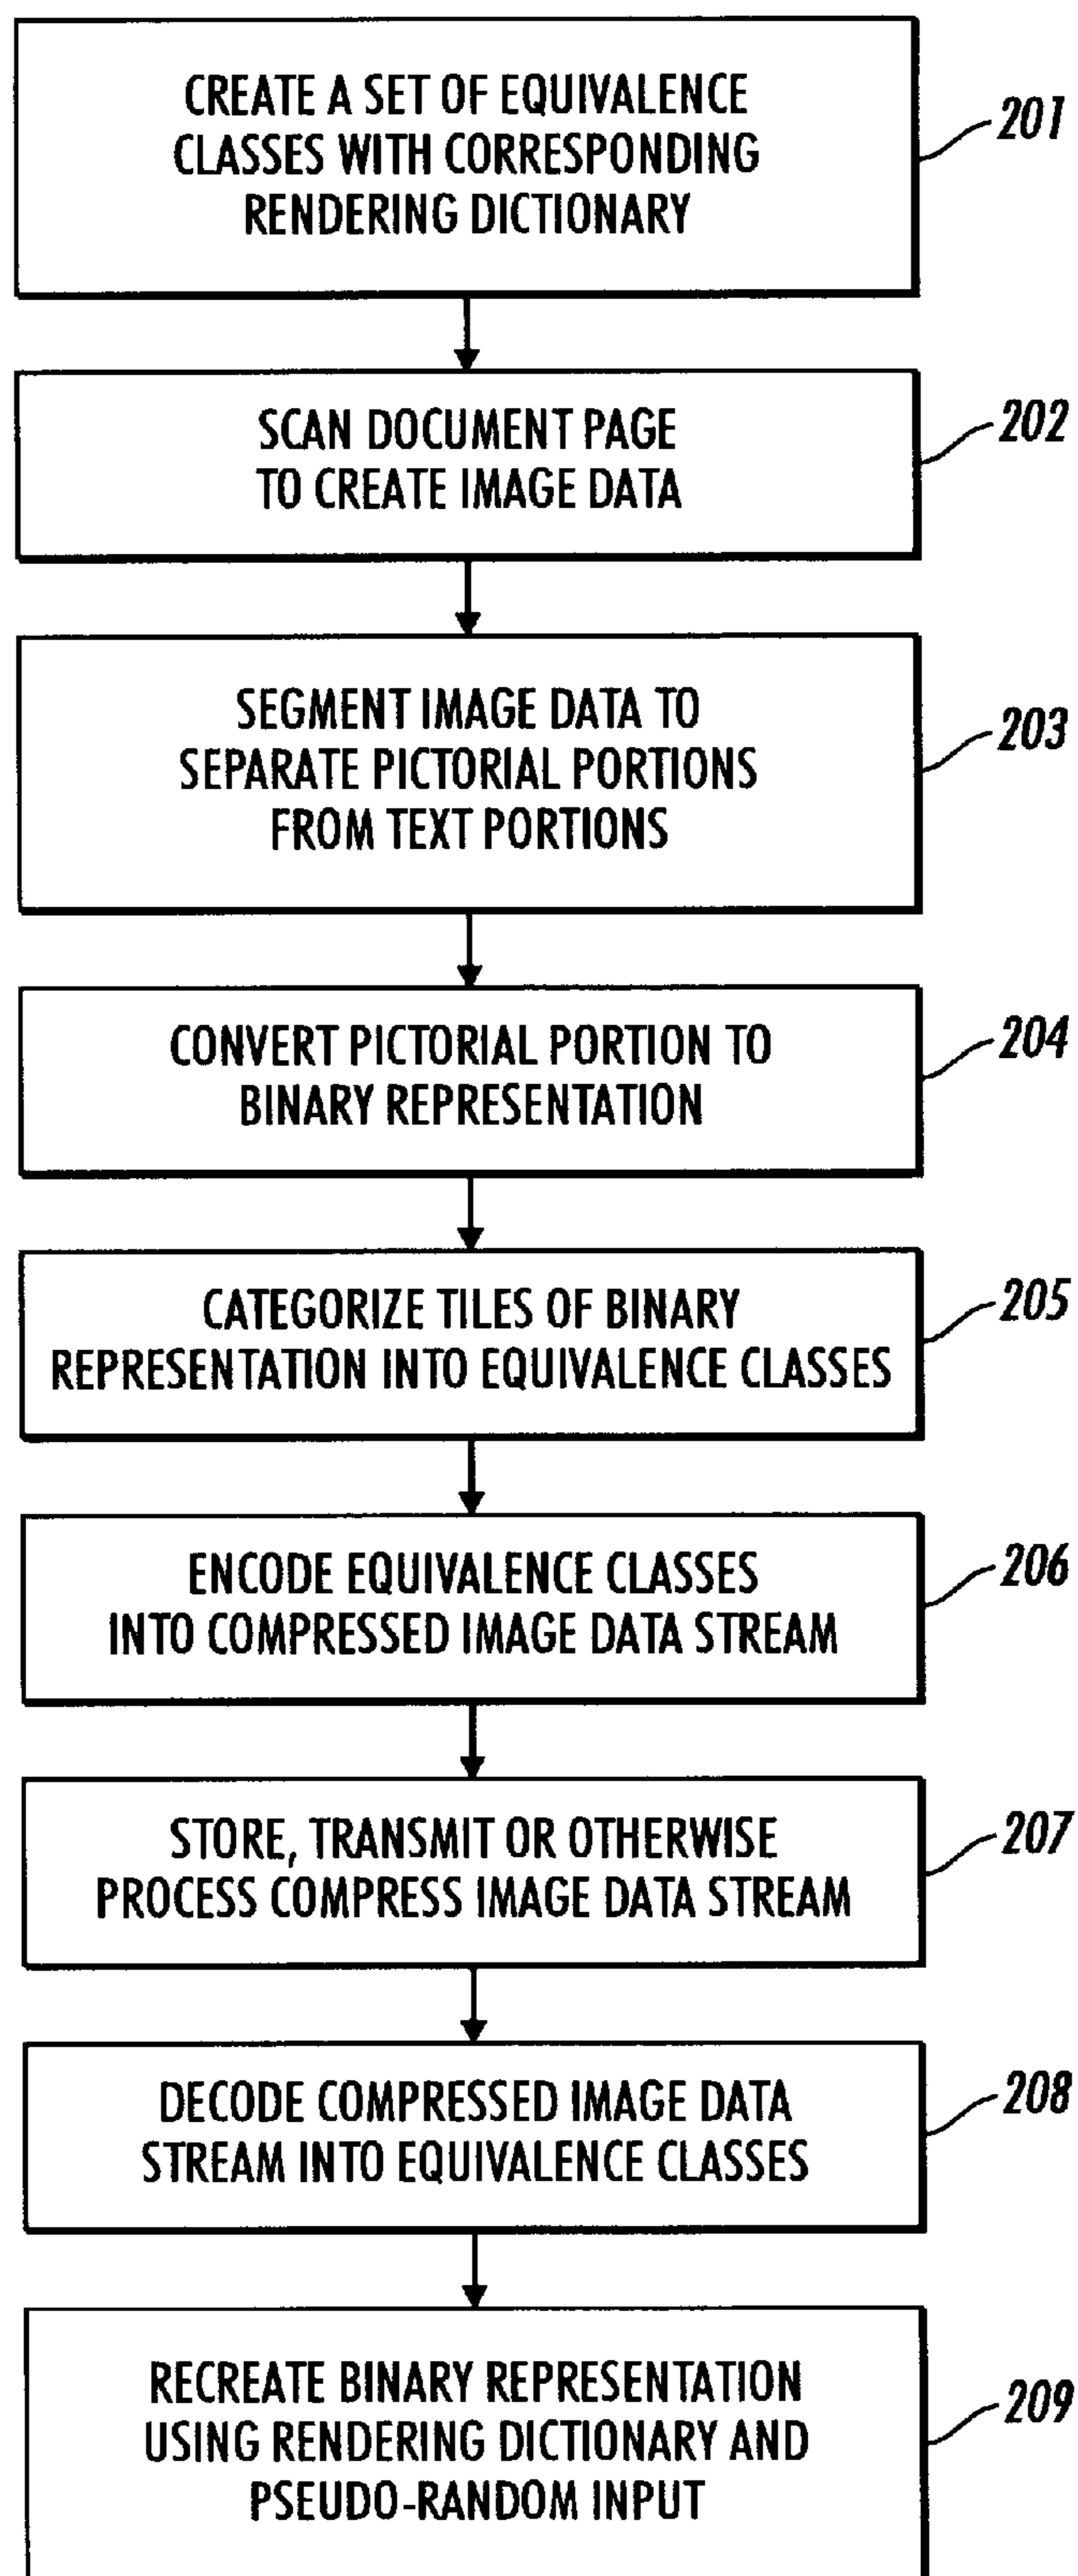 CREATE A SET OF EQUIVALENCE
CLASSES WITH CORRESPONDING
RENDERING DICTIONARY
201
SCAN DOCUMENT PAGE
TO CREATE IMAGE DATA
202
SEGMENT IMAGE DATA TO
SEPARATE PICTORIAL PORTIONS
FROM TEXT PORTIONS
203
CONVERT PICTORIAL PORTION TO
BINARY REPRESENTATION
204
CATEGORIZE TILES OF BINARY
REPRESENTATION INTO EQUIVALENCE CLASSES
205
ENCODE EQUIVALENCE CLASSES
INTO COMPRESSED IMAGE DATA STREAM
206
STORE, TRANSMIT OR OTHERWISE
PROCESS COMPRESS IMAGE DATA STREAM
207
DECODE COMPRESSED IMAGE DATA
STREAM INTO EQUIVALENCE CLASSES
208
RECREATE BINARY REPRESENTATION
USING RENDERING DICTIONARY AND
PSEUDO-RANDOM INPUT
209